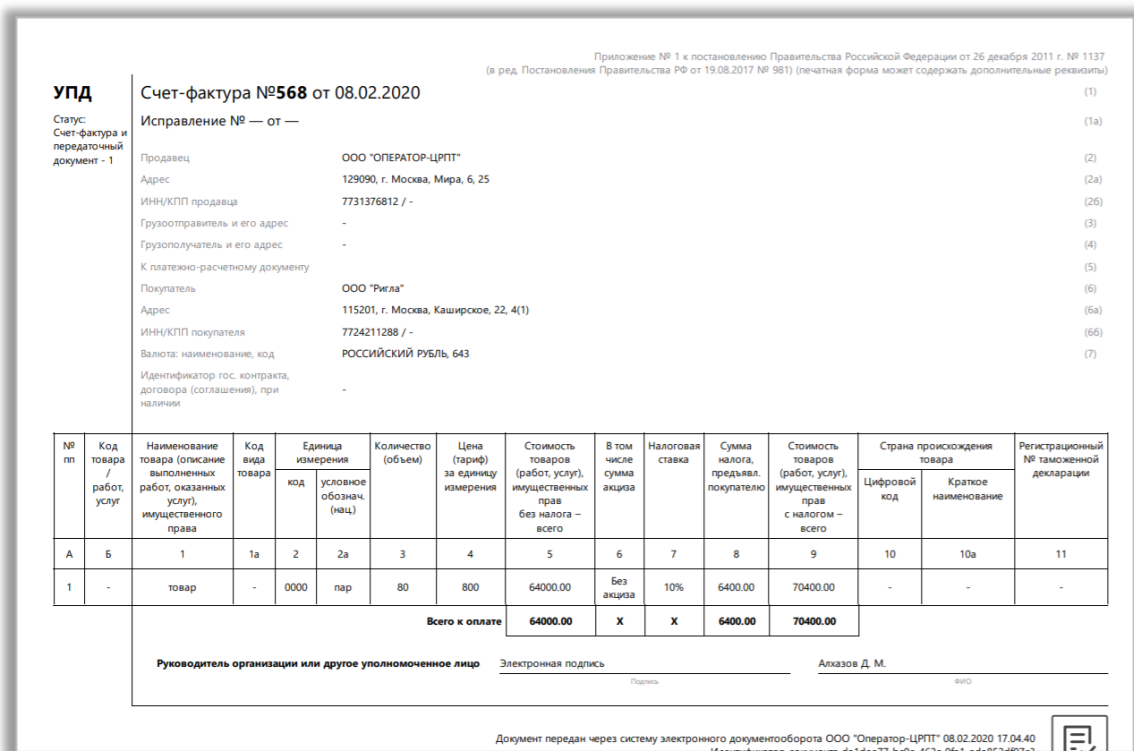 Приложение № 1 к постановлению Правительства Российской Федерации от 26 декабря 2011 г. № 1137
(в ред. Постановления Правительства РФ от 19.08.2017 № 981) (печатная форма может содержать дополнительные реквизиты)
УПД
Счет-фактура №568 от 08.02.2020 (1)
Статус:
Счет-фактура и
передаточный
документ - 1
Исправление № — от — (1а)
Продавец ООО "ОПЕРАТОР-ЦРПТ" (2)
Адрес 129090, г. Москва, Мира, 6, 25 (2а)
ИНН/КПП продавца 7731376812 / - (2б)
Грузоотправитель и его адрес - (3)
Грузополучатель и его адрес - (4)
К платежно-расчетному документу (5)
Покупатель ООО "Ригла" (6)
Адрес 115201, г. Москва, Каширское, 22, 4(1) (6а)
ИНН/КПП покупателя 7724211288 / - (6б)
Валюта: наименование, код РОССИЙСКИЙ РУБЛЬ, 643 (7)
Идентификатор гос. контракта,
договора (соглашения), при -
наличии
№
пп
Код
товара
/
работ,
услуг
Наименование
товара (описание
выполненных
работ, оказанных
услуг),
имущественного
права
Код
вида
товара
Единица
измерения
код
условное
обознач.
(нац.)
Количество
(объем)
Цена
(тариф)
за единицу
измерения
Стоимость
товаров
(работ, услуг),
имущественных
прав
без налога –
всего
В том
числе
сумма
акциза
Налоговая
ставка
Сумма
налога,
предъявл.
покупателю
Стоимость
товаров
(работ, услуг),
имущественных
прав
с налогом –
всего
Страна происхождения
товара
Цифровой
код
Краткое
наименование
Регистрационный
№ таможенной
декларации
А Б 1 1а 2 2а 3 4 5 6 7 8 9 10 10а 11
1 - товар - 0000 пар 80 800 64000.00 Без акциза 10% 6400.00 70400.00 - - -
Всего к оплате 64000.00 X X 6400.00 70400.00
Руководитель организации или другое уполномоченное лицо Электронная подпись Алхазов Д. М.
Подпись ФИО
Документ передан через систему электронного документооборота ООО "Оператор-ЦРПТ" 08.02.2020 17.04.40